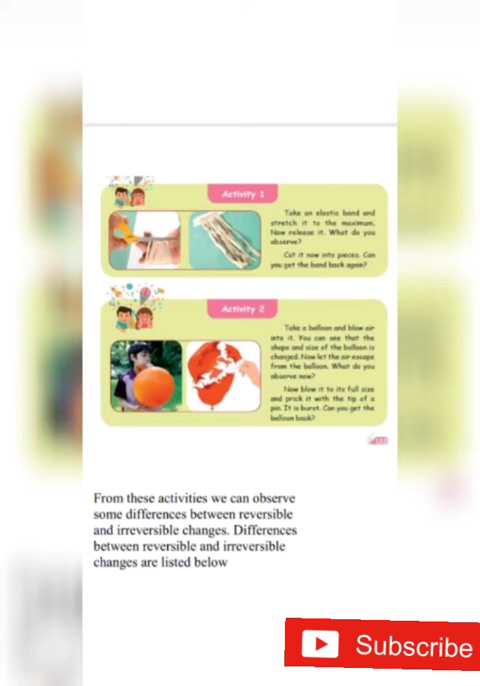 Activity 1
Take an elastic band and
stretch it to the maximum.
Now release it. What do you
observe?
Cut it now into pieces. Can
you get the band back again?
Activity 2
Take a balloon and blow air
into it. You can see that the
shape and size of the balloon is
changed. Now let the air escape
from the balloon. What do you
observe now?
Now blow it to its full size
and prick it with the tip of a
pin. It is burst. Can you get the
balloon back?
From these activities we can observe
some differences between reversible
and irreversible changes. Differences
between reversible and irreversible
changes are listed below
Subscribe